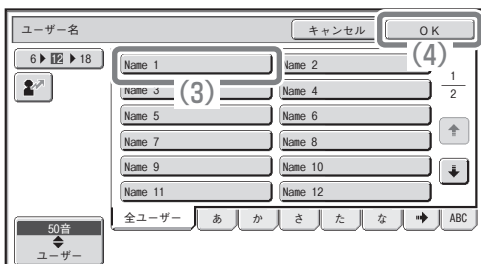 ユーザー名 キャンセル OK
(4)
6 12 18 Name 1 Name 2 1
Name 3 (3) Name 4 2
Name 5 Name 6
Name 7 Name 8
Name 9 Name 10
Name 11 Name 12
全ユーザー あ か さ た な ABC
50音
ユーザー